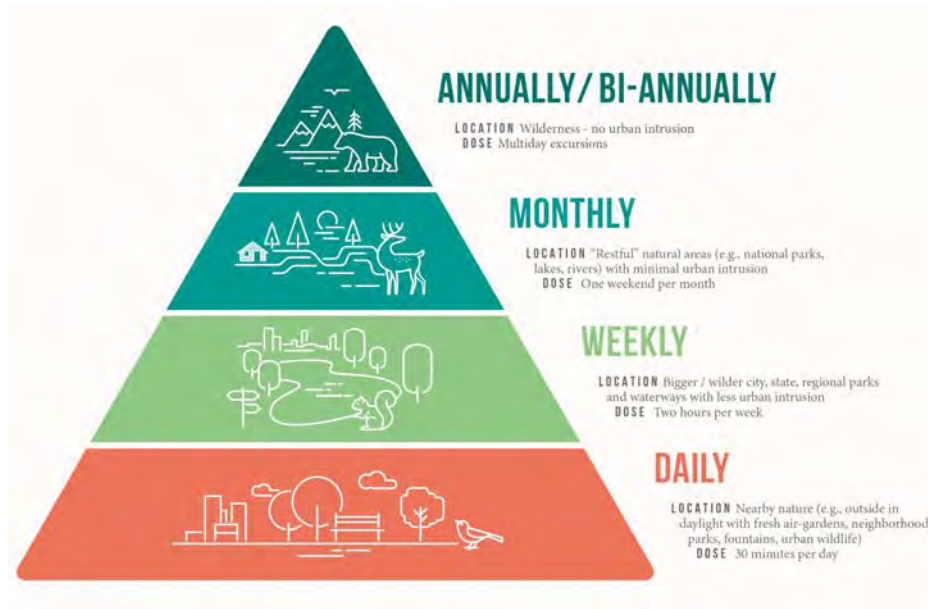 ANNUALLY/ BI-ANNUALLY
LOCATION Wilderness - no urban intrusion
DOSE Multiday excursions
MONTHLY
LOCATION "Restful" natural areas (e.g., national parks,
lakes, rivers) with minimal urban intrusion
DOSE One weekend per month
WEEKLY
LOCATION Bigger / wilder city, state, regional parks
and waterways with less urban intrusion
DOSE Two hours per week
DAILY
LOCATION Nearby nature (e.g., outside in
daylight with fresh air-gardens, neighborhood
parks, fountains, urban wildlife)
DOSE 30 minutes per day